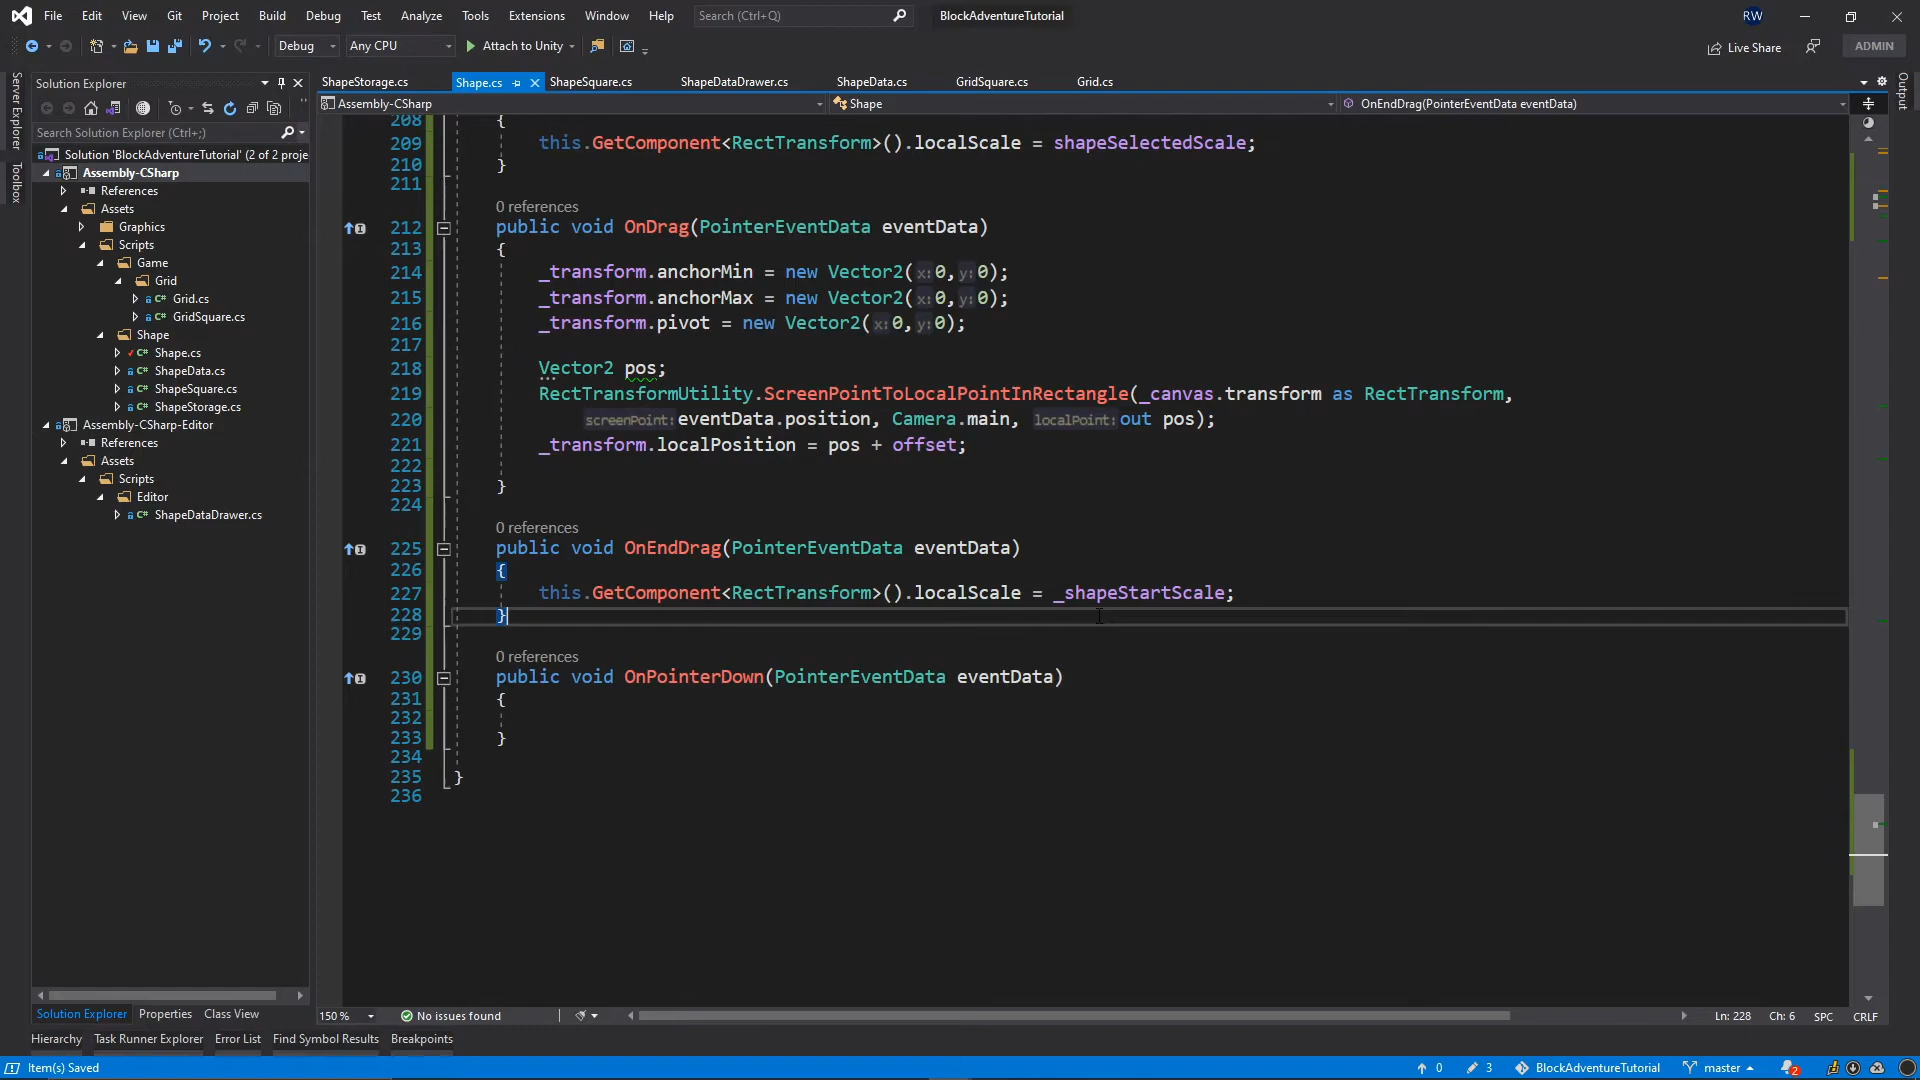 File Edit View Git Project Build Debug Test Analyze Tools Extensions Window Help Search (Ctrl+Q) BlockAdventureTutorial RW
Debug Any CPU Attach to Unity Live Share ADMIN
Solution Explorer
Search Solution Explorer (Ctrl+;)
Solution 'BlockAdventureTutorial' (2 of 2 proje
Assembly-CSharp
References
Assets
Graphics
Scripts
Game
Grid
Grid.cs
GridSquare.cs
Shape
Shape.cs
ShapeData.cs
ShapeSquare.cs
ShapeStorage.cs
Assembly-CSharp-Editor
References
Assets
Scripts
Editor
ShapeDataDrawer.cs
Solution Explorer Properties Class View
Server Explorer
Toolbox
ShapeStorage.cs Shape.cs ShapeSquare.cs ShapeDataDrawer.cs ShapeData.cs GridSquare.cs Grid.cs
Assembly-CSharp Shape OnEndDrag(PointerEventData eventData)
208 {
209 this.GetComponent<RectTransform>().localScale = shapeSelectedScale;
210 }
211
0 references
212 public void OnDrag(PointerEventData eventData)
213 {
214 _transform.anchorMin = new Vector2(x:0,y:0);
215 _transform.anchorMax = new Vector2(x:0,y:0);
216 _transform.pivot = new Vector2(x:0,y:0);
217
218 Vector2 pos;
219 RectTransformUtility.ScreenPointToLocalPointInRectangle(_canvas.transform as RectTransform,
220 screenPoint:eventData.position, Camera.main, localPoint:out pos);
221 _transform.localPosition = pos + offset;
222
223 }
224
0 references
225 public void OnEndDrag(PointerEventData eventData)
226 {
227 this.GetComponent<RectTransform>().localScale = _shapeStartScale;
228 }
229
0 references
230 public void OnPointerDown(PointerEventData eventData)
231 {
232
233 }
234
235 }
236
Output
150 % No issues found Ln: 228 Ch: 6 SPC CRLF
Hierarchy Task Runner Explorer Error List Find Symbol Results Breakpoints
Item(s) Saved 0 3 BlockAdventureTutorial master 2